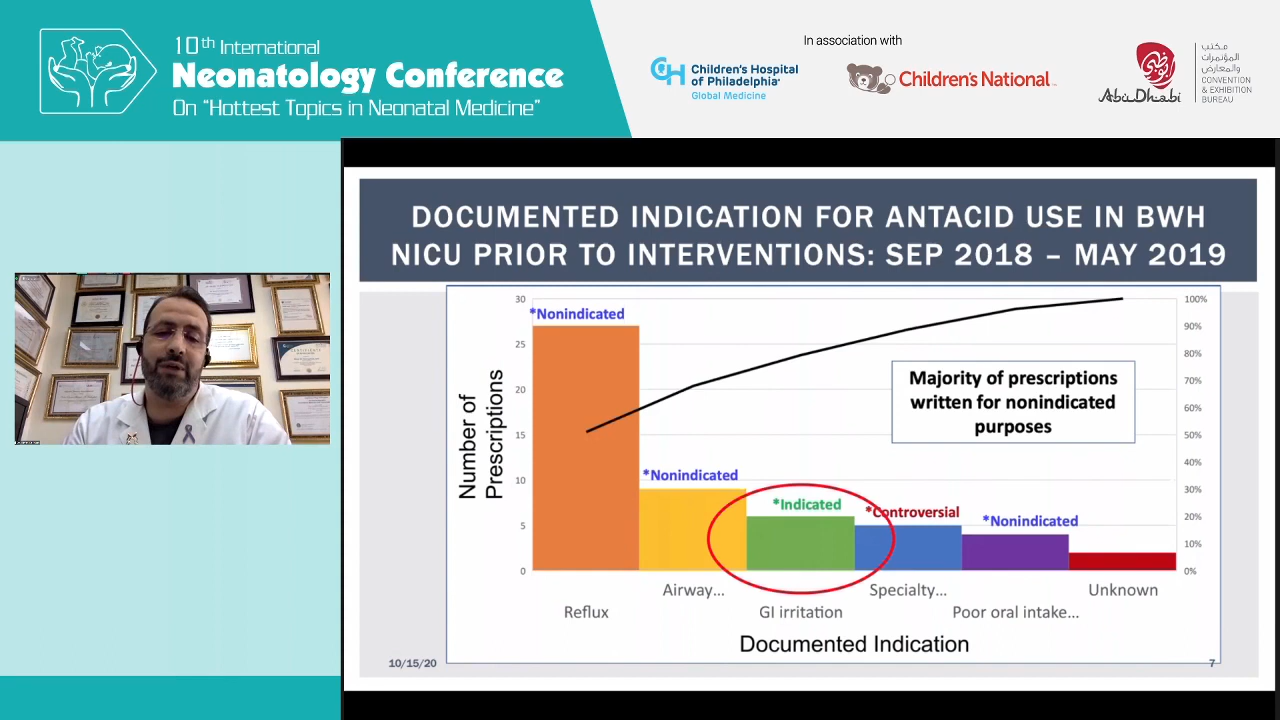 10th International
Neonatology Conference
On “Hottest Topics in Neonatal Medicine”
In association with
Children's Hospital
of Philadelphia
Global Medicine
Children's National
Abu Dhabi
مكتب
المؤتمرات
والمعارض
CONVENTION
& EXHIBITION
BUREAU
DOCUMENTED INDICATION FOR ANTACID USE IN BWH
NICU PRIOR TO INTERVENTIONS: SEP 2018 – MAY 2019
Number of
Prescriptions
30
25
20
15
10
5
0
100%
90%
80%
70%
60%
50%
40%
30%
20%
10%
0%
*Nonindicated
*Nonindicated
*Indicated
*Controversial
*Nonindicated
Majority of prescriptions
written for nonindicated
purposes
Reflux
Airway...
GI irritation
Specialty...
Poor oral intake...
Unknown
Documented Indication
10/15/20
7